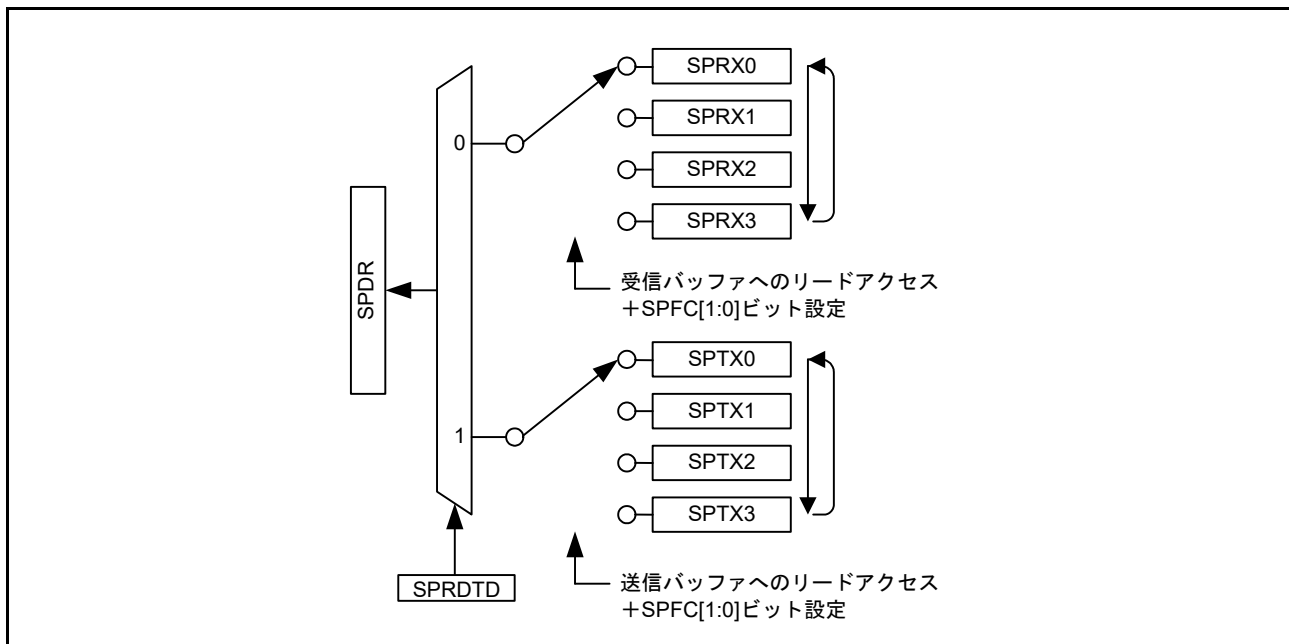 SPRX0
SPRX1
0
SPRX2
SPRX3
SPDR
受信バッファへのリードアクセス
+SPFC[1:0]ビット設定
SPTX0
SPTX1
1
SPTX2
SPTX3
SPRDTD
送信バッファへのリードアクセス
+SPFC[1:0]ビット設定